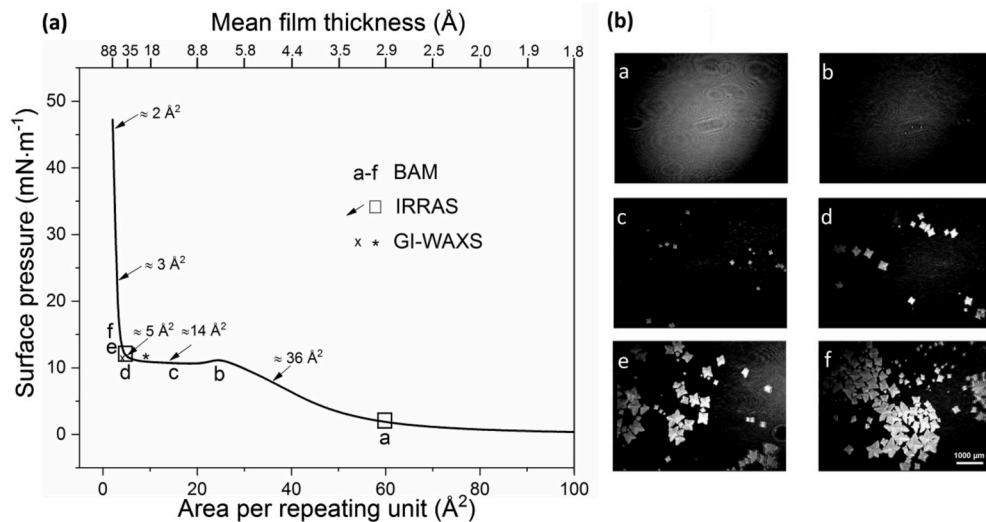 (a)
Mean film thickness (Å)
88 35 18 8.8 5.8 4.4 3.5 2.9 2.5 2.0 1.9 1.8
Surface pressure (mN·m-1)
50
40
30
20
10
0
≈ 2 Å²
≈ 3 Å²
≈ 5 Å²
≈14 Å²
≈ 36 Å²
a-f BAM
IRRAS
x * GI-WAXS
f
e
d
c
b
a
x
*
0 20 40 60 80 100
Area per repeating unit (Å²)
(b)
a
b
c
d
e
f
1000 µm